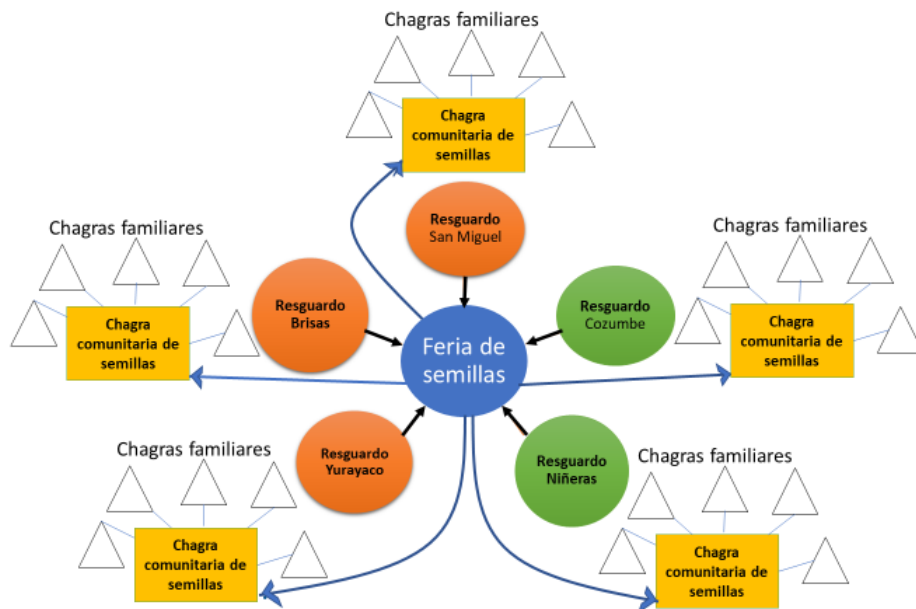 Chagras familiares
Chagra
comunitaria de
semillas
Resguardo
San Miguel
Chagras familiares
Chagra
comunitaria de
semillas
Resguardo
Brisas
Resguardo
Cozumbe
Chagras familiares
Chagra
comunitaria de
semillas
Feria de
semillas
Resguardo
Yurayaco
Resguardo
Niñeras
Chagras familiares
Chagra
comunitaria de
semillas
Chagras familiares
Chagra
comunitaria de
semillas